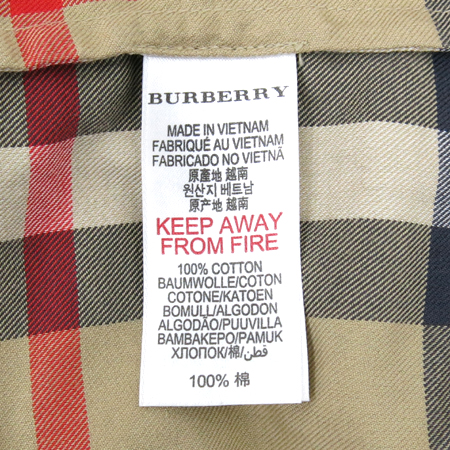 BURBERRY
MADE IN VIETNAM
FABRIQUÉ AU VIETNAM
FABRICADO NO VIETNÃ
原產地 越南
원산지 베트남
原产地 越南
KEEP AWAY
FROM FIRE
100% COTTON
BAUMWOLLE/COTON
COTONE/KATOEN
BOMULL/ALGODON
ALGODÃO/PUUVILLA
BAMBAKEPO/PAMUK
ХЛОПОК/棉/قطن
100% 棉